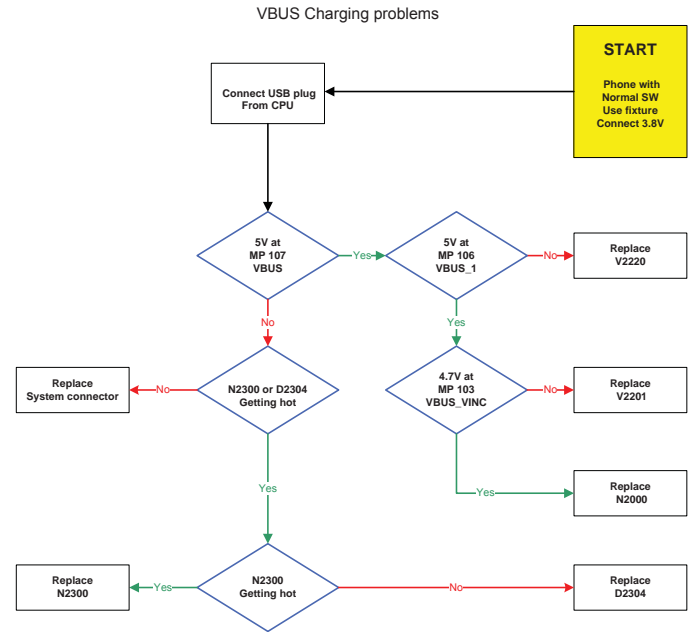 VBUS Charging problems
START
Phone with
Normal SW
Use fixture
Connect 3.8V
Connect USB plug
From CPU
5V at
MP 107
VBUS
Yes
5V at
MP 106
VBUS_1
No
Replace
V2220
No
Yes
Replace
System connector
No
N2300 or D2304
Getting hot
4.7V at
MP 103
VBUS_VINC
No
Replace
V2201
Yes
Yes
Replace
N2000
Replace
N2300
Yes
N2300
Getting hot
No
Replace
D2304